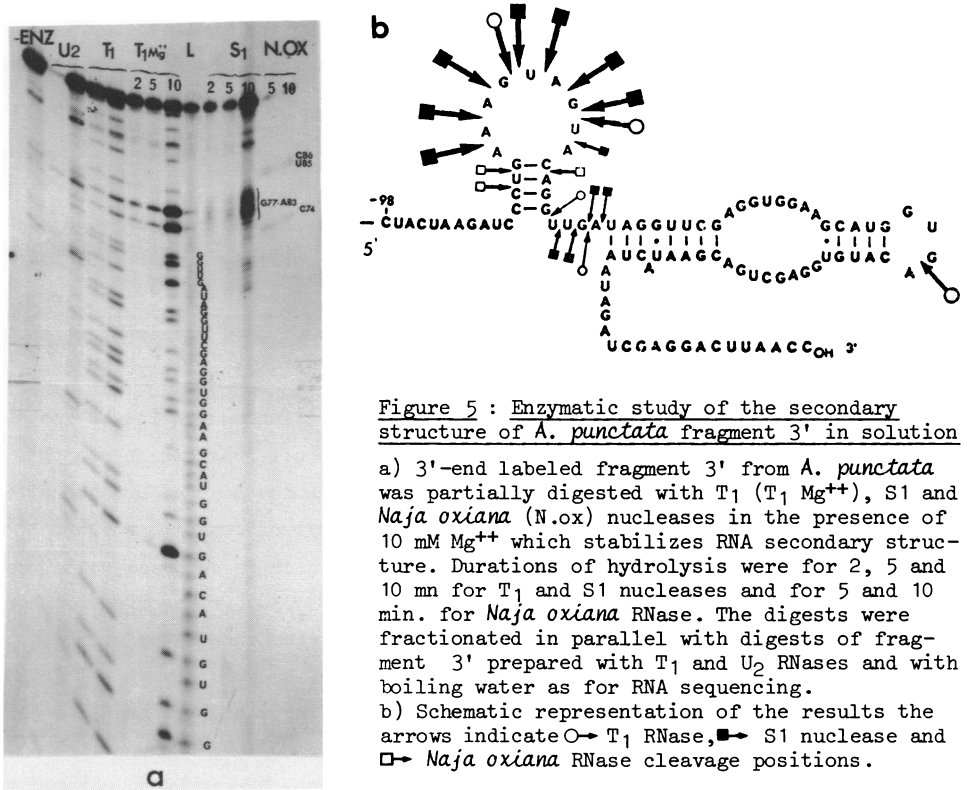 -ENZ U2 T1 T1Mg++ L S1 N.OX
2 5 10 2 5 10 5 10
C86
U85
G77-A83 C74
A U A G G U U C G A G G U G G A A G C A U G G U G A C A U G U G G
a
b
A A A G U A G U A
G – C
U – A
C – G
C – G
-98
– CUACUAAGAUC UUGA UAGGUUCG AGGUGGAA GCAUG G U G A
5'
AUCUAAGC AGUCGAGG UGUAC
A U A G A
UCGAGGACUUAACCOH 3'
Figure 5 : Enzymatic study of the secondary
structure of A. punctata fragment 3' in solution
a) 3'-end labeled fragment 3' from A. punctata
was partially digested with T1 (T1 Mg++), S1 and
Naja oxiana (N.ox) nucleases in the presence of
10 mM Mg++ which stabilizes RNA secondary struc-
ture. Durations of hydrolysis were for 2, 5 and
10 mn for T1 and S1 nucleases and for 5 and 10
min. for Naja oxiana RNase. The digests were
fractionated in parallel with digests of frag-
ment 3' prepared with T1 and U2 RNases and with
boiling water as for RNA sequencing.
b) Schematic representation of the results the
arrows indicate ○→ T1 RNase, ■→ S1 nuclease and
□→ Naja oxiana RNase cleavage positions.